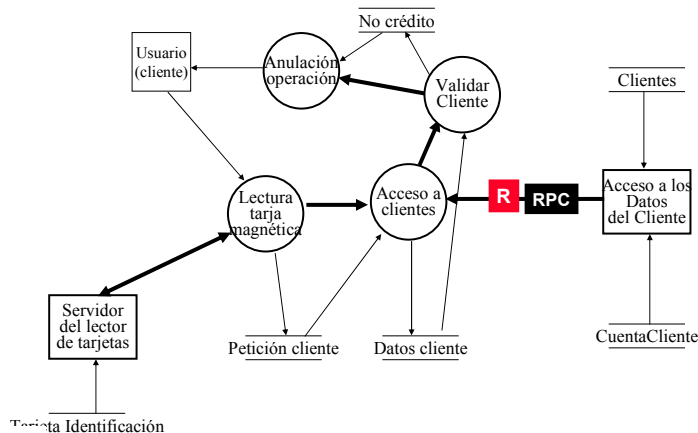 No crédito
Usuario
(cliente)
Anulación
operación
Validar
Cliente
Clientes
Lectura
tarja
magnética
Acceso a
clientes
R
RPC
Acceso a los
Datos
del Cliente
Servidor
del lector
de tarjetas
Petición cliente
Datos cliente
CuentaCliente
Tarjeta Identificación